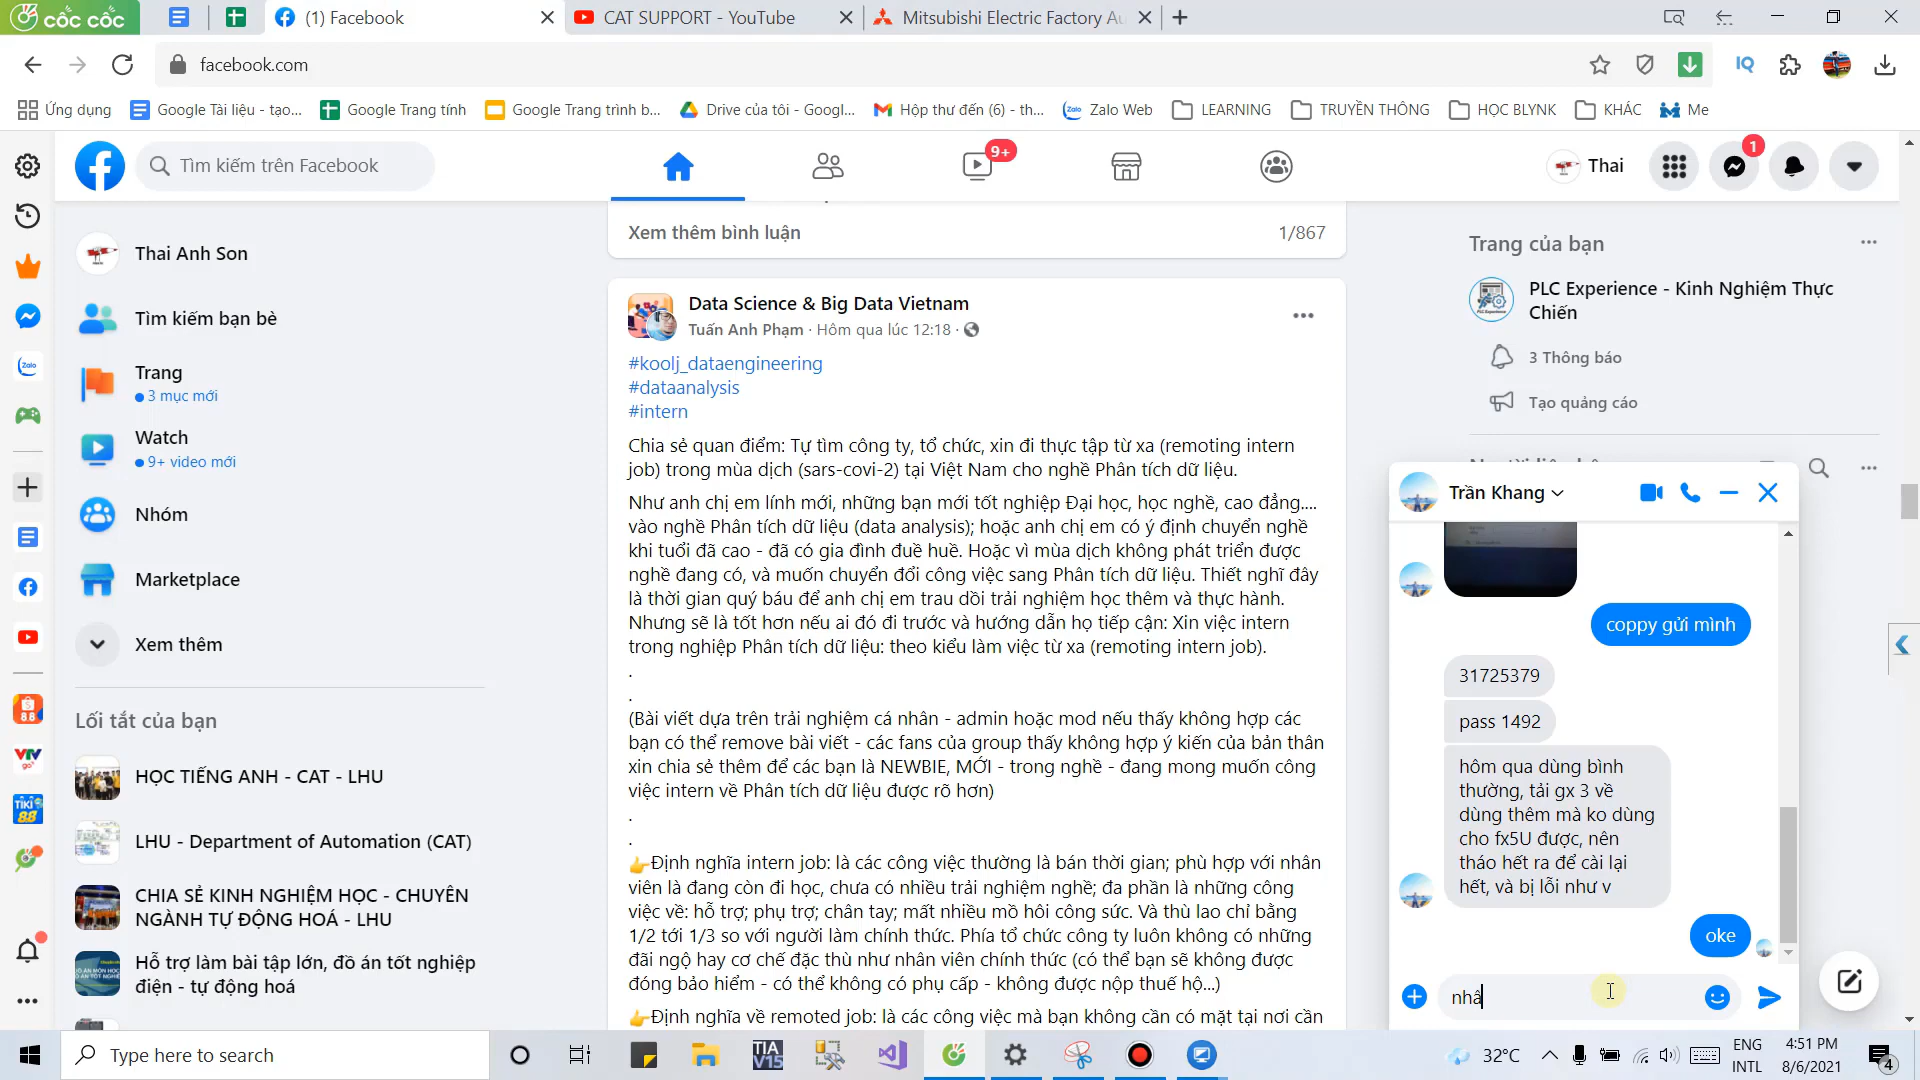 cốc cốc
(1) Facebook
CAT SUPPORT - YouTube
Mitsubishi Electric Factory Au
facebook.com
IQ
Ứng dụng
Google Tài liệu - tạo...
Google Trang tính
Google Trang trình b...
Drive của tôi - Googl...
Hộp thư đến (6) - th...
Zalo Web
LEARNING
TRUYỀN THÔNG
HỌC BLYNK
KHÁC
Me
Tìm kiếm trên Facebook
9+
Thai
1
Thai Anh Son
Tìm kiếm bạn bè
Trang
3 mục mới
Watch
9+ video mới
Nhóm
Marketplace
Xem thêm
Lối tắt của bạn
HỌC TIẾNG ANH - CAT - LHU
LHU - Department of Automation (CAT)
CHIA SẺ KINH NGHIỆM HỌC - CHUYÊN
NGÀNH TỰ ĐỘNG HOÁ - LHU
Hỗ trợ làm bài tập lớn, đồ án tốt nghiệp
điện - tự động hoá
Xem thêm bình luận
1/867
Data Science & Big Data Vietnam
Tuấn Anh Phạm · Hôm qua lúc 12:18 ·
#koolj_dataengineering
#dataanalysis
#intern
Chia sẻ quan điểm: Tự tìm công ty, tổ chức, xin đi thực tập từ xa (remoting intern
job) trong mùa dịch (sars-covi-2) tại Việt Nam cho nghề Phân tích dữ liệu.
Như anh chị em lính mới, những bạn mới tốt nghiệp Đại học, học nghề, cao đẳng....
vào nghề Phân tích dữ liệu (data analysis); hoặc anh chị em có ý định chuyển nghề
khi tuổi đã cao - đã có gia đình đuề huề. Hoặc vì mùa dịch không phát triển được
nghề đang có, và muốn chuyển đổi công việc sang Phân tích dữ liệu. Thiết nghĩ đây
là thời gian quý báu để anh chị em trau dồi trải nghiệm học thêm và thực hành.
Nhưng sẽ là tốt hơn nếu ai đó đi trước và hướng dẫn họ tiếp cận: Xin việc intern
trong nghiệp Phân tích dữ liệu: theo kiểu làm việc từ xa (remoting intern job).
.
.
(Bài viết dựa trên trải nghiệm cá nhân - admin hoặc mod nếu thấy không hợp các
bạn có thể remove bài viết - các fans của group thấy không hợp ý kiến của bản thân
xin chia sẻ thêm để các bạn là NEWBIE, MỚI - trong nghề - đang mong muốn công
việc intern về Phân tích dữ liệu được rõ hơn)
.
.
👉Định nghĩa intern job: là các công việc thường là bán thời gian; phù hợp với nhân
viên là đang còn đi học, chưa có nhiều trải nghiệm nghề; đa phần là những công
việc về: hỗ trợ; phụ trợ; chân tay; mất nhiều mồ hôi công sức. Và thù lao chỉ bằng
1/2 tới 1/3 so với người làm chính thức. Phía tổ chức công ty luôn không có những
đãi ngộ hay cơ chế đặc thù như nhân viên chính thức (có thể bạn sẽ không được
đóng bảo hiểm - có thể không có phụ cấp - không được nộp thuế hộ...)
👉Định nghĩa về remoted job: là các công việc mà bạn không cần có mặt tại nơi cần
Trang của bạn
PLC Experience - Kinh Nghiệm Thực
Chiến
3 Thông báo
Tạo quảng cáo
Trần Khang
coppy gửi mình
31725379
pass 1492
hôm qua dùng bình
thường, tải gx 3 về
dùng thêm mà ko dùng
cho fx5U được, nên
tháo hết ra để cài lại
hết, và bị lỗi như v
oke
nhâ
Type here to search
TIA
V15
32°C
ENG
INTL
4:51 PM
8/6/2021
4